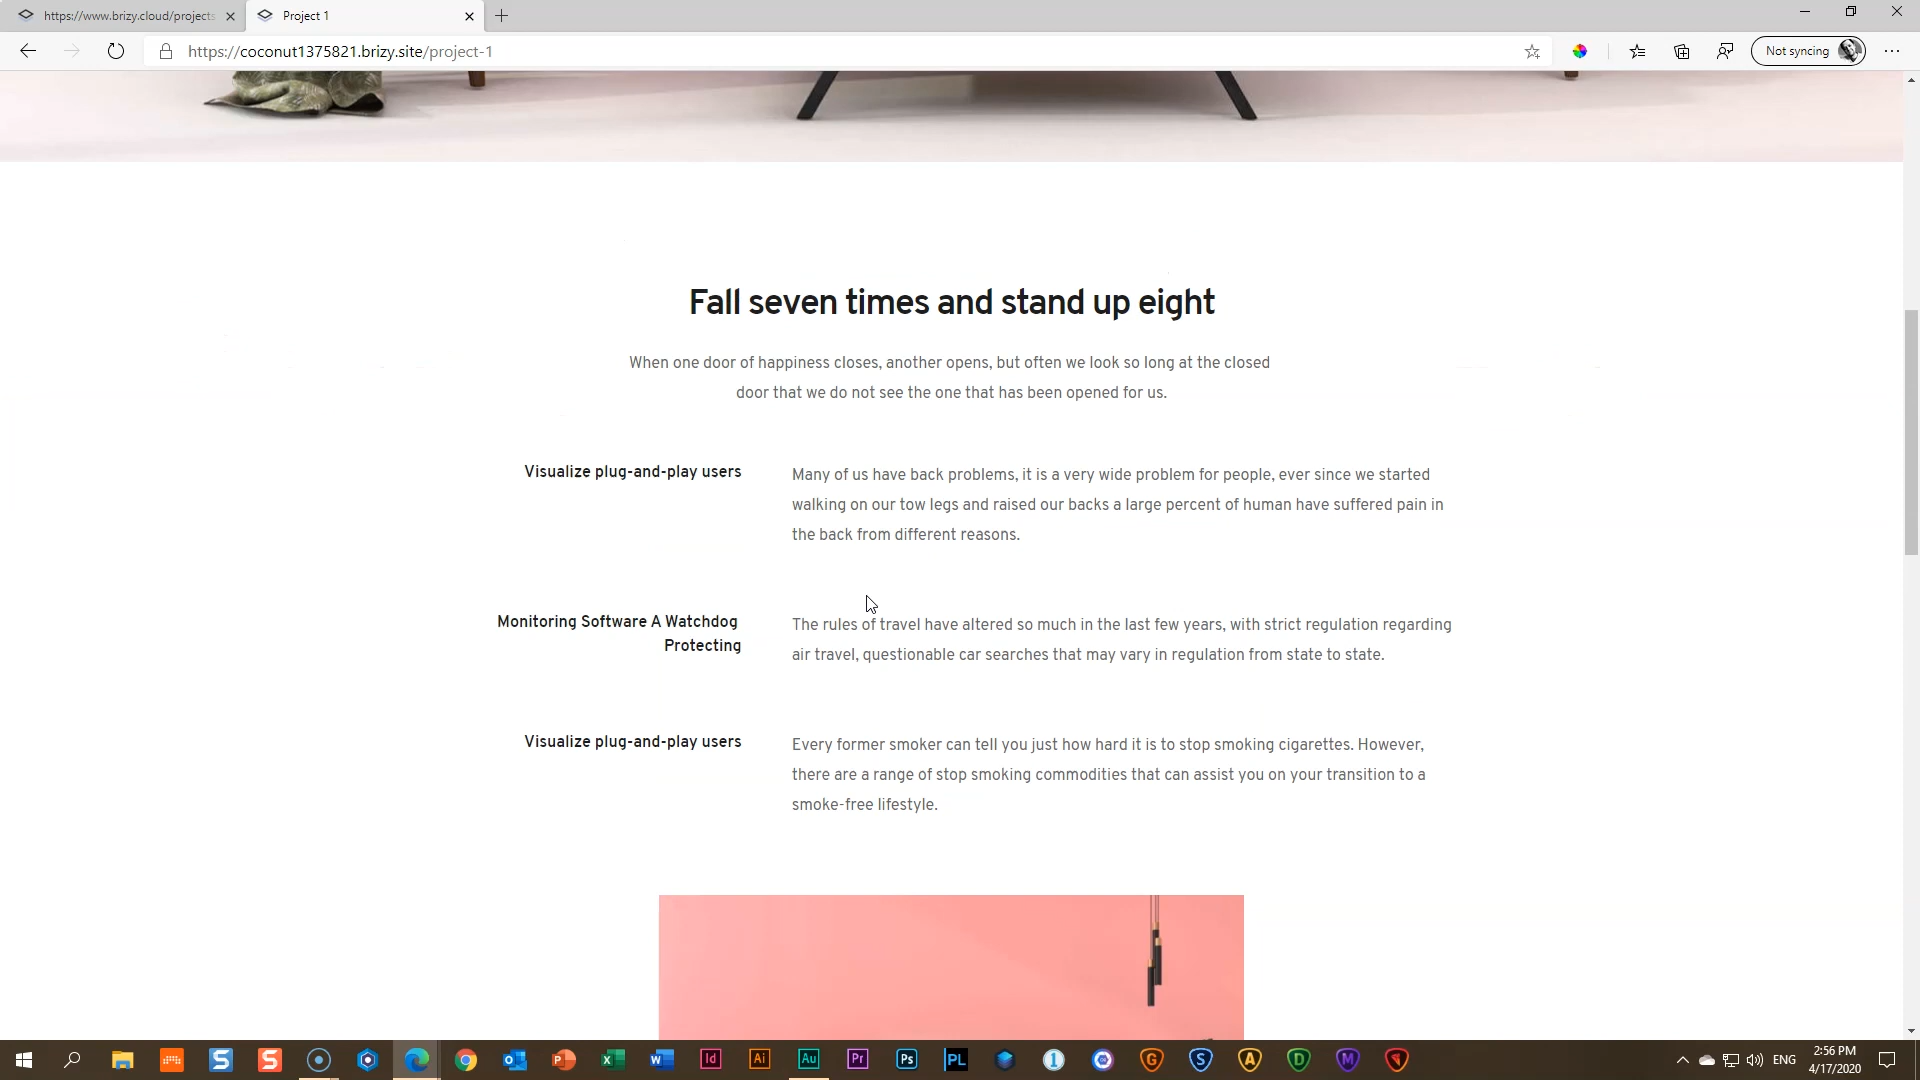 https://www.brizy.cloud/projects
Project 1
https://coconut1375821.brizy.site/project-1
Not syncing
Fall seven times and stand up eight
When one door of happiness closes, another opens, but often we look so long at the closed
door that we do not see the one that has been opened for us.
Visualize plug-and-play users
Many of us have back problems, it is a very wide problem for people, ever since we started
walking on our tow legs and raised our backs a large percent of human have suffered pain in
the back from different reasons.
Monitoring Software A Watchdog
Protecting
The rules of travel have altered so much in the last few years, with strict regulation regarding
air travel, questionable car searches that may vary in regulation from state to state.
Visualize plug-and-play users
Every former smoker can tell you just how hard it is to stop smoking cigarettes. However,
there are a range of stop smoking commodities that can assist you on your transition to a
smoke-free lifestyle.
S S Id Ai Au Pr Ps PL 1 G S A D M
ENG
2:56 PM
4/17/2020